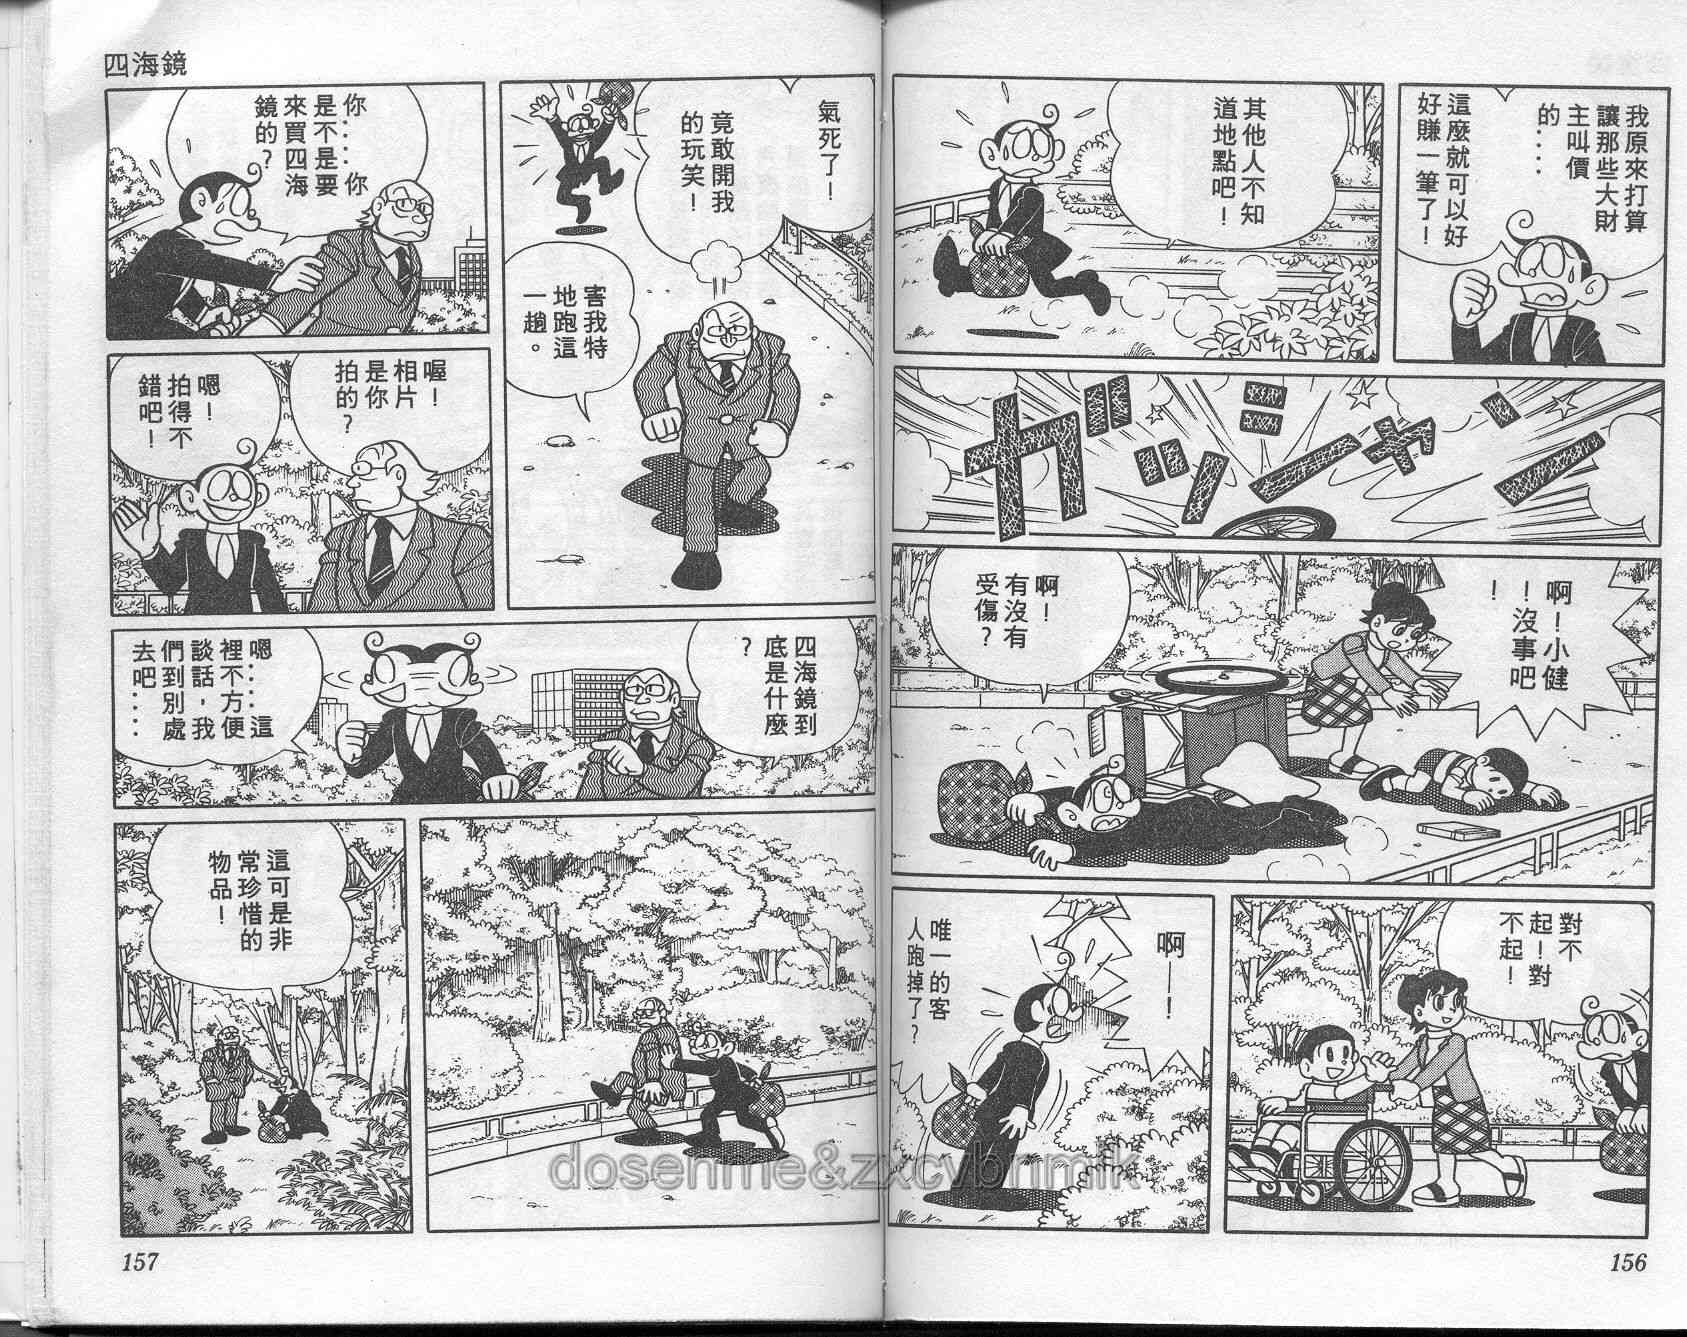 我原來打算
讓那些大財
主叫價
的‥‥
這麼就可以好
好賺一筆了！
其他人不知
道地點吧！
ガッシャン
啊！小健
！沒事吧
！
啊！
有沒有
受傷？
對不
起！對
不起！
啊—！
唯一的客
人跑掉了？
156
四海鏡
氣死了！
竟敢開我
的玩笑！
害我特
地跑這
一趟。
你‥‥你
是不是要
來買四海
鏡的？
喔！
相片
是你
拍的？
嗯！
拍得不
錯吧！
四海鏡到
底是什麼
？
嗯‥‥這
裡不方便
談話，我
們到別處
去吧‥‥
這可是非
常珍惜的
物品！
157
dosenme&zxcvbnmlk